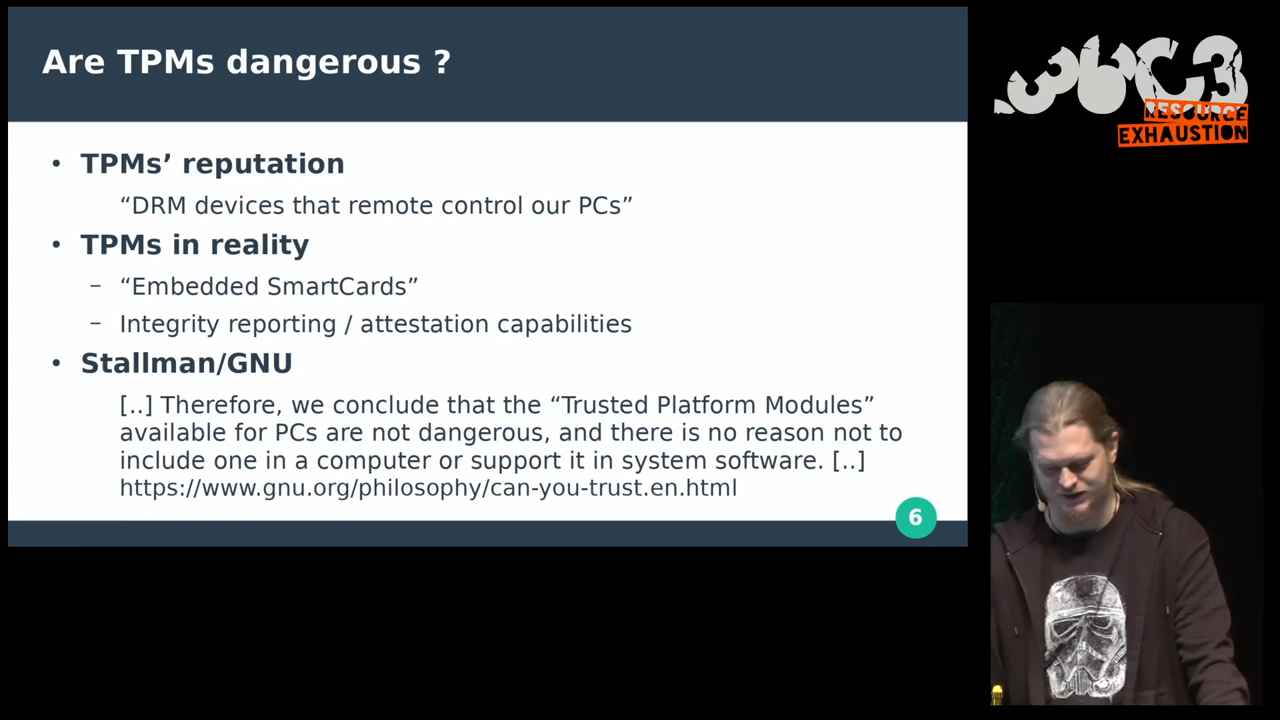 Are TPMs dangerous ?
• TPMs’ reputation
“DRM devices that remote control our PCs”
• TPMs in reality
– “Embedded SmartCards”
– Integrity reporting / attestation capabilities
• Stallman/GNU
[..] Therefore, we conclude that the “Trusted Platform Modules”
available for PCs are not dangerous, and there is no reason not to
include one in a computer or support it in system software. [..]
https://www.gnu.org/philosophy/can-you-trust.en.html
6
36C3
RESOURCE
EXHAUSTION